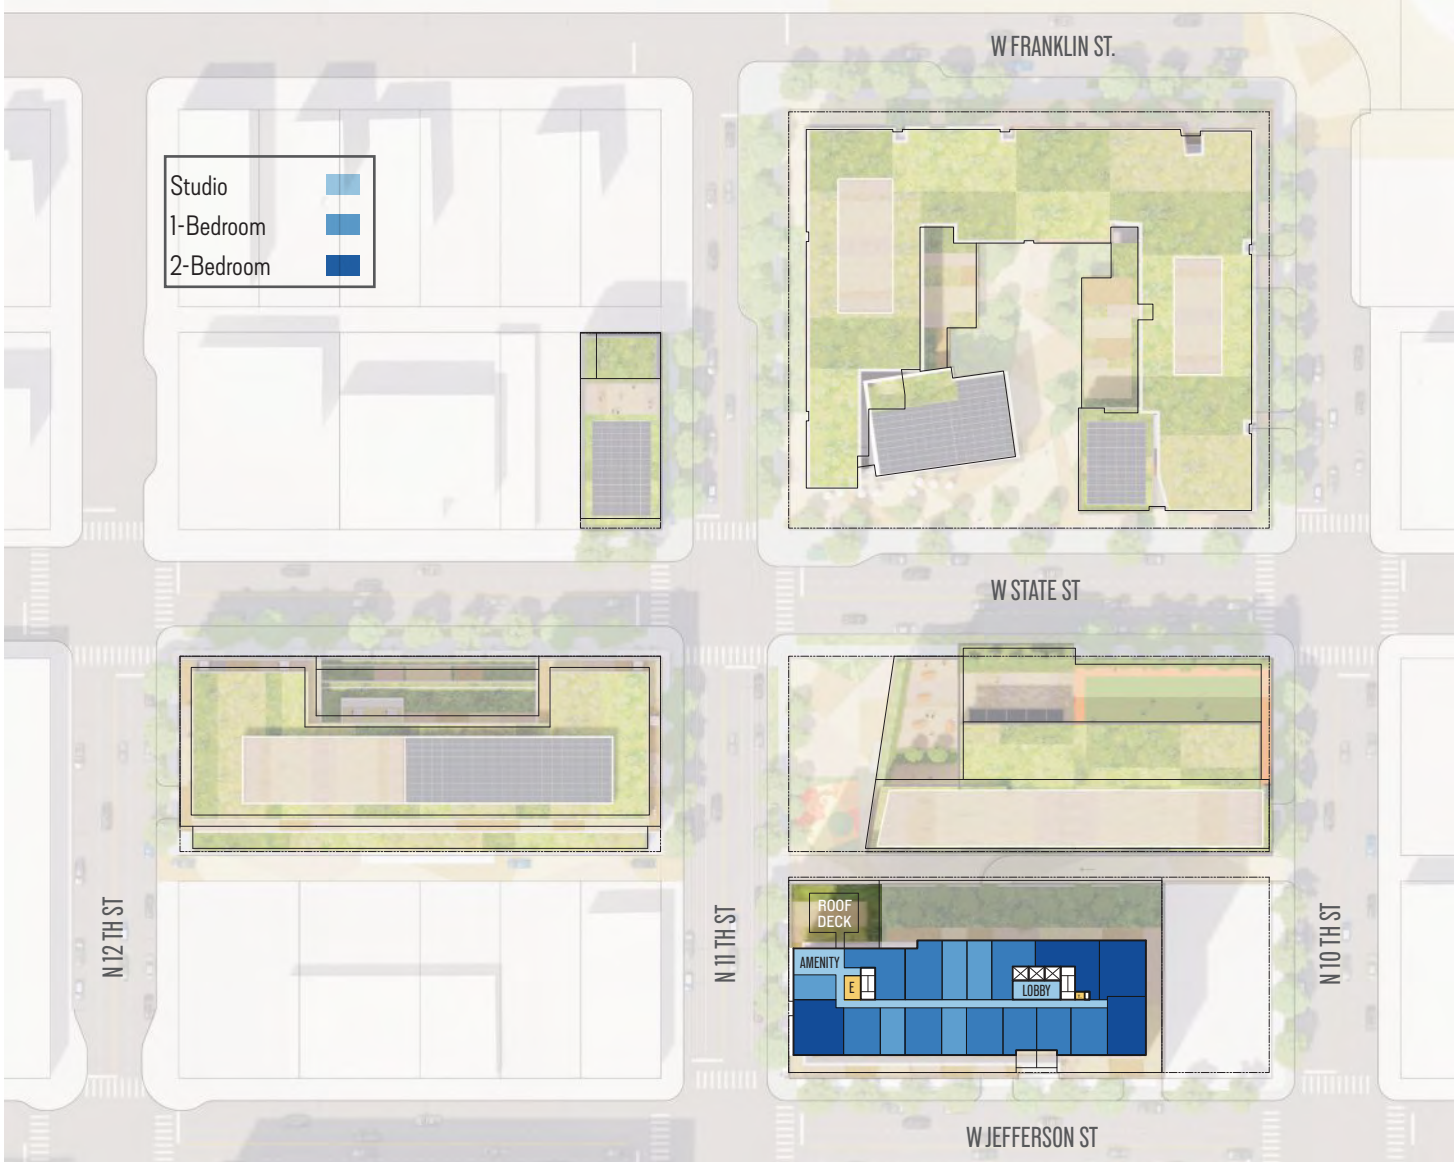 W FRANKLIN ST.
Studio
1-Bedroom
2-Bedroom
W STATE ST
N 12 TH ST
N 11 TH ST
N 10 TH ST
ROOF
DECK
AMENITY
E
LOBBY
W JEFFERSON ST